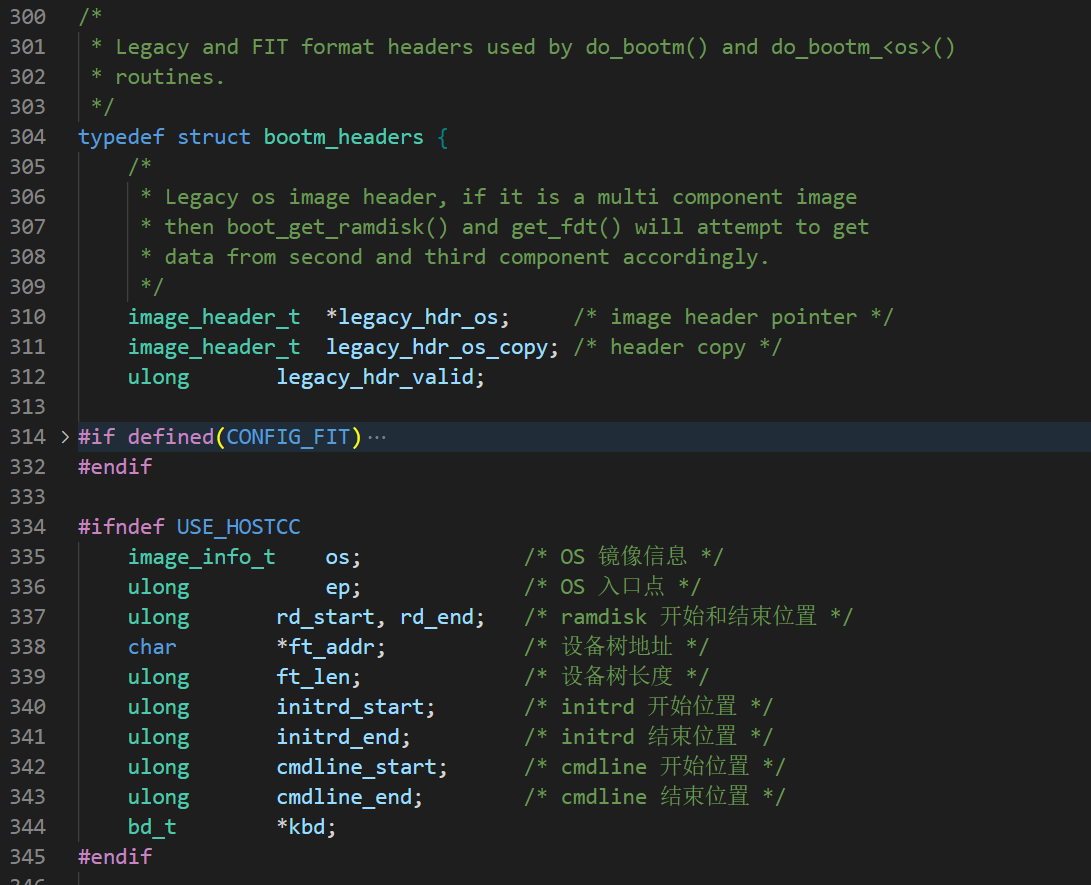 300 /*
301 * Legacy and FIT format headers used by do_bootm() and do_bootm_<os>()
302 * routines.
303 */
304 typedef struct bootm_headers {
305 /*
306 * Legacy os image header, if it is a multi component image
307 * then boot_get_ramdisk() and get_fdt() will attempt to get
308 * data from second and third component accordingly.
309 */
310 image_header_t *legacy_hdr_os; /* image header pointer */
311 image_header_t legacy_hdr_os_copy; /* header copy */
312 ulong legacy_hdr_valid;
313
314 > #if defined(CONFIG_FIT) ···
332 #endif
333
334 #ifndef USE_HOSTCC
335 image_info_t os; /* OS 镜像信息 */
336 ulong ep; /* OS 入口点 */
337 ulong rd_start, rd_end; /* ramdisk 开始和结束位置 */
338 char *ft_addr; /* 设备树地址 */
339 ulong ft_len; /* 设备树长度 */
340 ulong initrd_start; /* initrd 开始位置 */
341 ulong initrd_end; /* initrd 结束位置 */
342 ulong cmdline_start; /* cmdline 开始位置 */
343 ulong cmdline_end; /* cmdline 结束位置 */
344 bd_t *kbd;
345 #endif